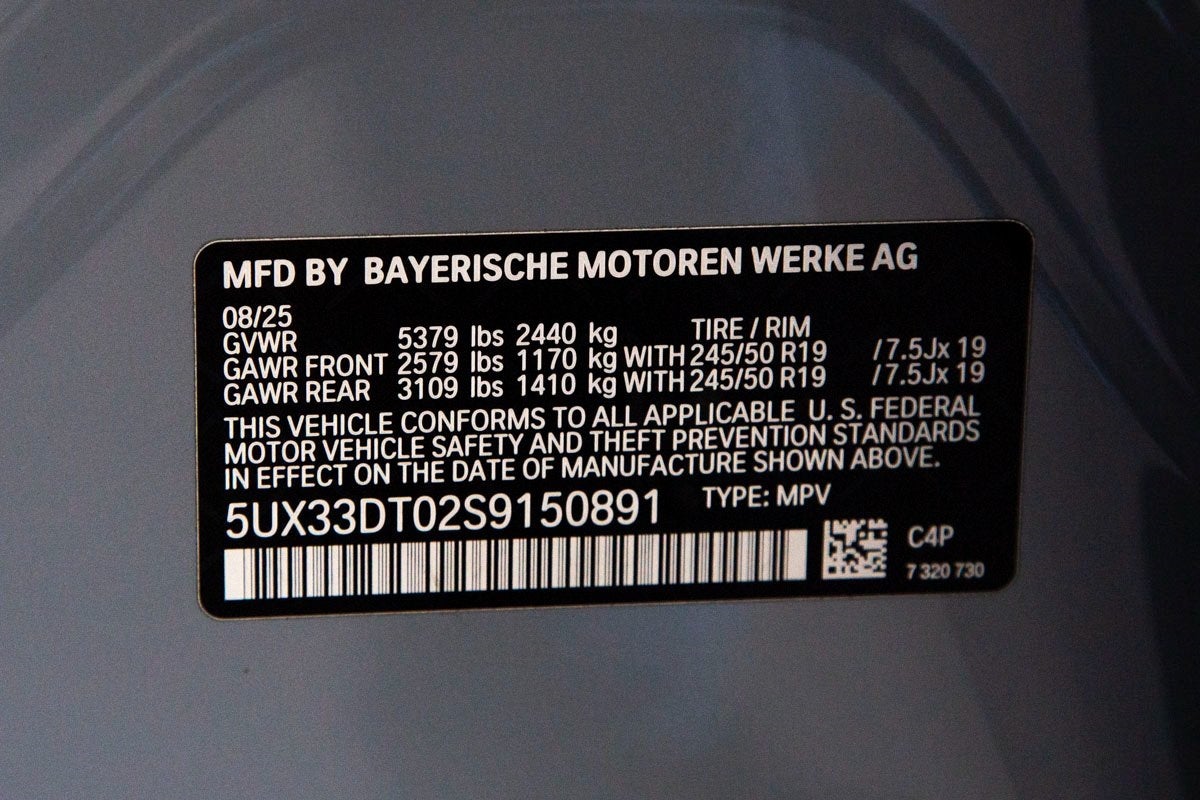 MFD BY BAYERISCHE MOTOREN WERKE AG
08/25
GVWR 5379 lbs 2440 kg TIRE / RIM
GAWR FRONT 2579 lbs 1170 kg WITH 245/50 R19 /7.5Jx 19
GAWR REAR 3109 lbs 1410 kg WITH 245/50 R19 /7.5Jx 19
THIS VEHICLE CONFORMS TO ALL APPLICABLE U. S. FEDERAL
MOTOR VEHICLE SAFETY AND THEFT PREVENTION STANDARDS
IN EFFECT ON THE DATE OF MANUFACTURE SHOWN ABOVE.
5UX33DT02S9150891 TYPE: MPV
C4P
7 320 730